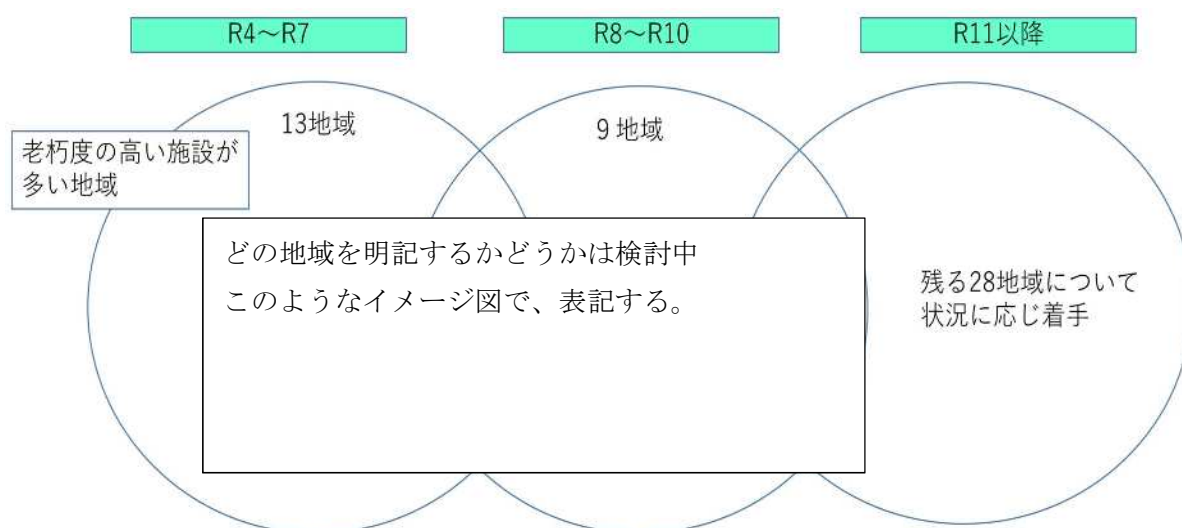 R4～R7
R8～R10
R11以降
13地域
9地域
老朽度の高い施設が
多い地域
どの地域を明記するかどうかは検討中
このようなイメージ図で、表記する。
残る28地域について
状況に応じ着手